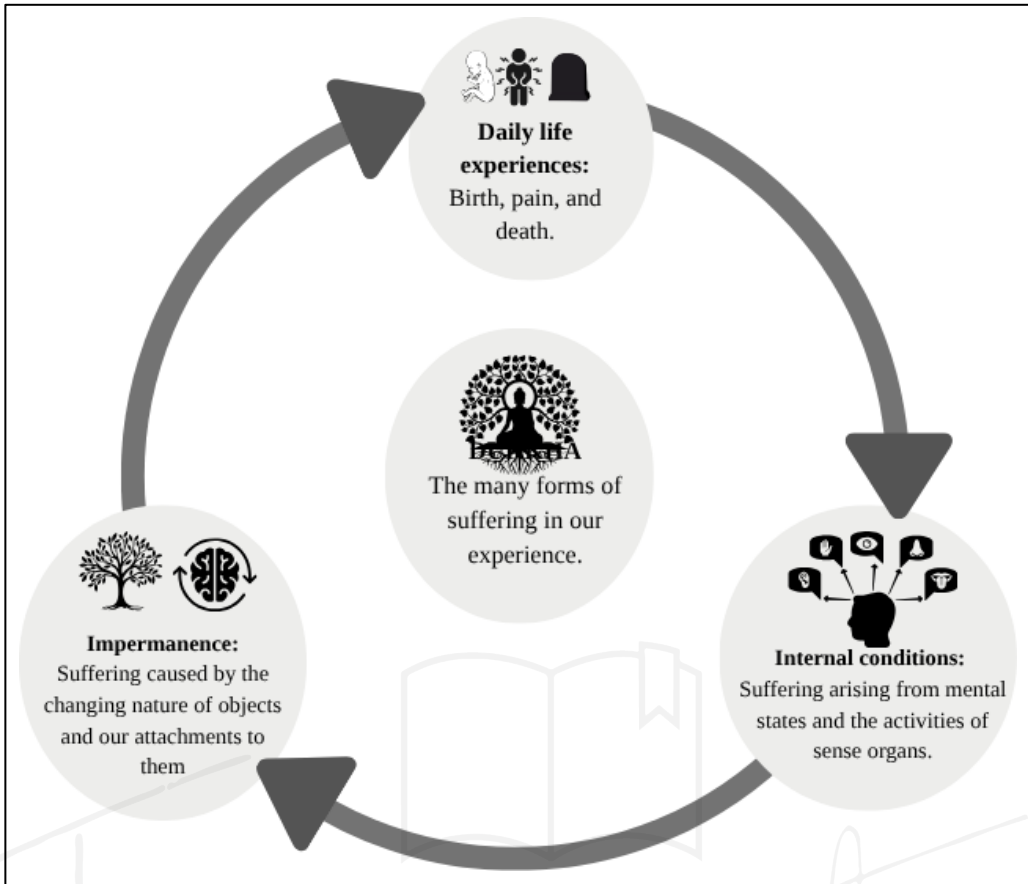 Daily life
experiences:
Birth, pain, and
death.
The many forms of
suffering in our
experience.
Impermanence:
Suffering caused by the
changing nature of objects
and our attachments to
them
Internal conditions:
Suffering arising from mental
states and the activities of
sense organs.